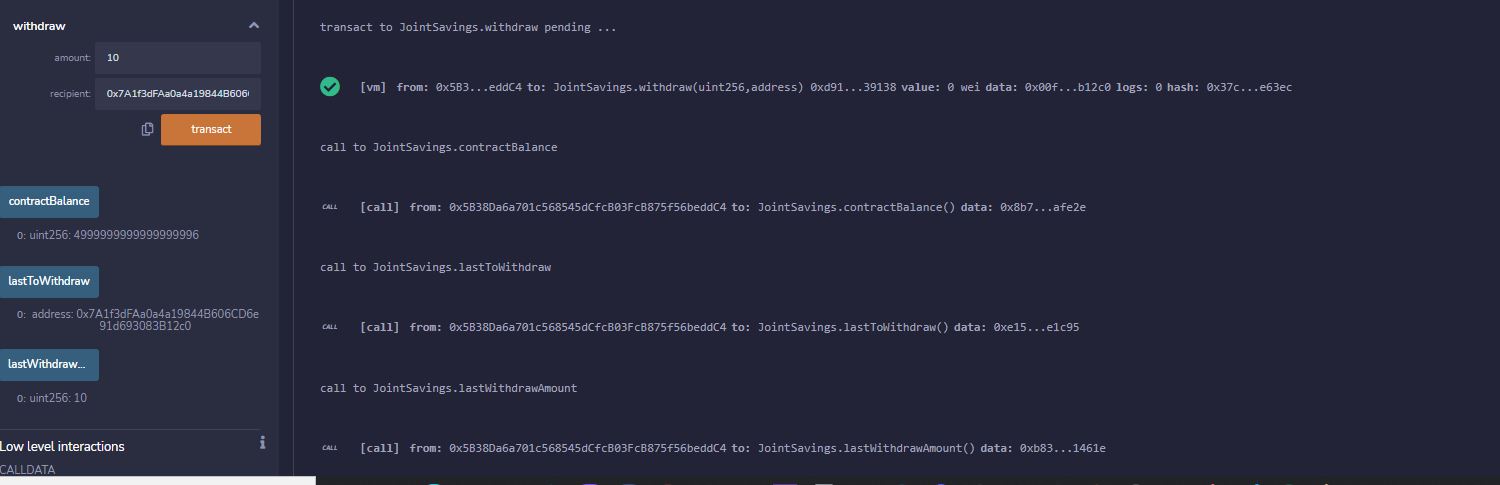 withdraw
amount: 10
recipient: 0x7A1f3dFAa0a4a19844B606
transact
contractBalance
0: uint256: 4999999999999999996
lastToWithdraw
0: address: 0x7A1f3dFAa0a4a19844B606CD6e
91d693083B12c0
lastWithdraw...
0: uint256: 10
Low level interactions
CALLDATA
transact to JointSavings.withdraw pending ...
[vm] from: 0x5B3...eddC4 to: JointSavings.withdraw(uint256,address) 0xd91...39138 value: 0 wei data: 0x00f...b12c0 logs: 0 hash: 0x37c...e63ec
call to JointSavings.contractBalance
CALL [call] from: 0x5B38Da6a701c568545dCfcB03FcB875f56beddC4 to: JointSavings.contractBalance() data: 0x8b7...afe2e
call to JointSavings.lastToWithdraw
CALL [call] from: 0x5B38Da6a701c568545dCfcB03FcB875f56beddC4 to: JointSavings.lastToWithdraw() data: 0xe15...e1c95
call to JointSavings.lastWithdrawAmount
CALL [call] from: 0x5B38Da6a701c568545dCfcB03FcB875f56beddC4 to: JointSavings.lastWithdrawAmount() data: 0xb83...1461e